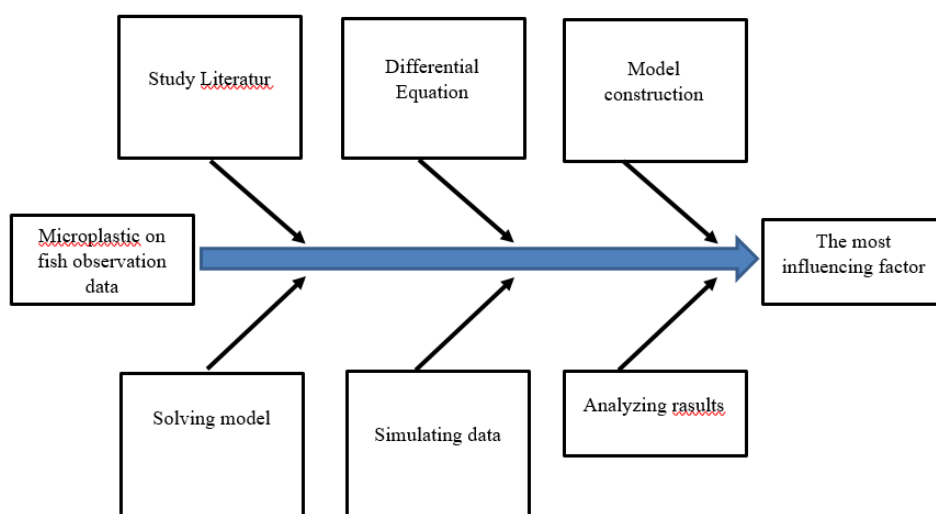 Study Literatur
Differential
Equation
Model
construction
Microplastic on
fish observation
data
The most
influencing factor
Solving model
Simulating data
Analyzing rasults